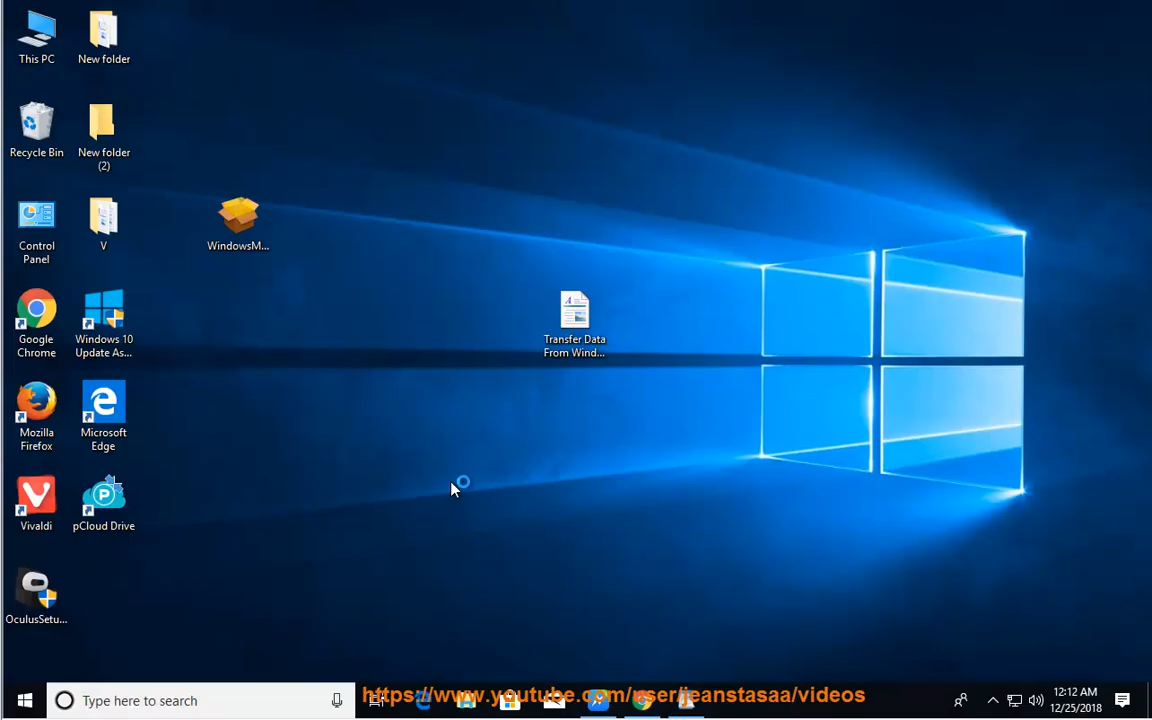 This PC
New folder
Recycle Bin
New folder
(2)
Control
Panel
V
WindowsM...
Google
Chrome
Windows 10
Update As...
Transfer Data
From Wind...
Mozilla
Firefox
Microsoft
Edge
Vivaldi
pCloud Drive
OculusSetu...
Type here to search
https://www.youtube.com/user/jeanstasaa/videos
12:12 AM
12/25/2018